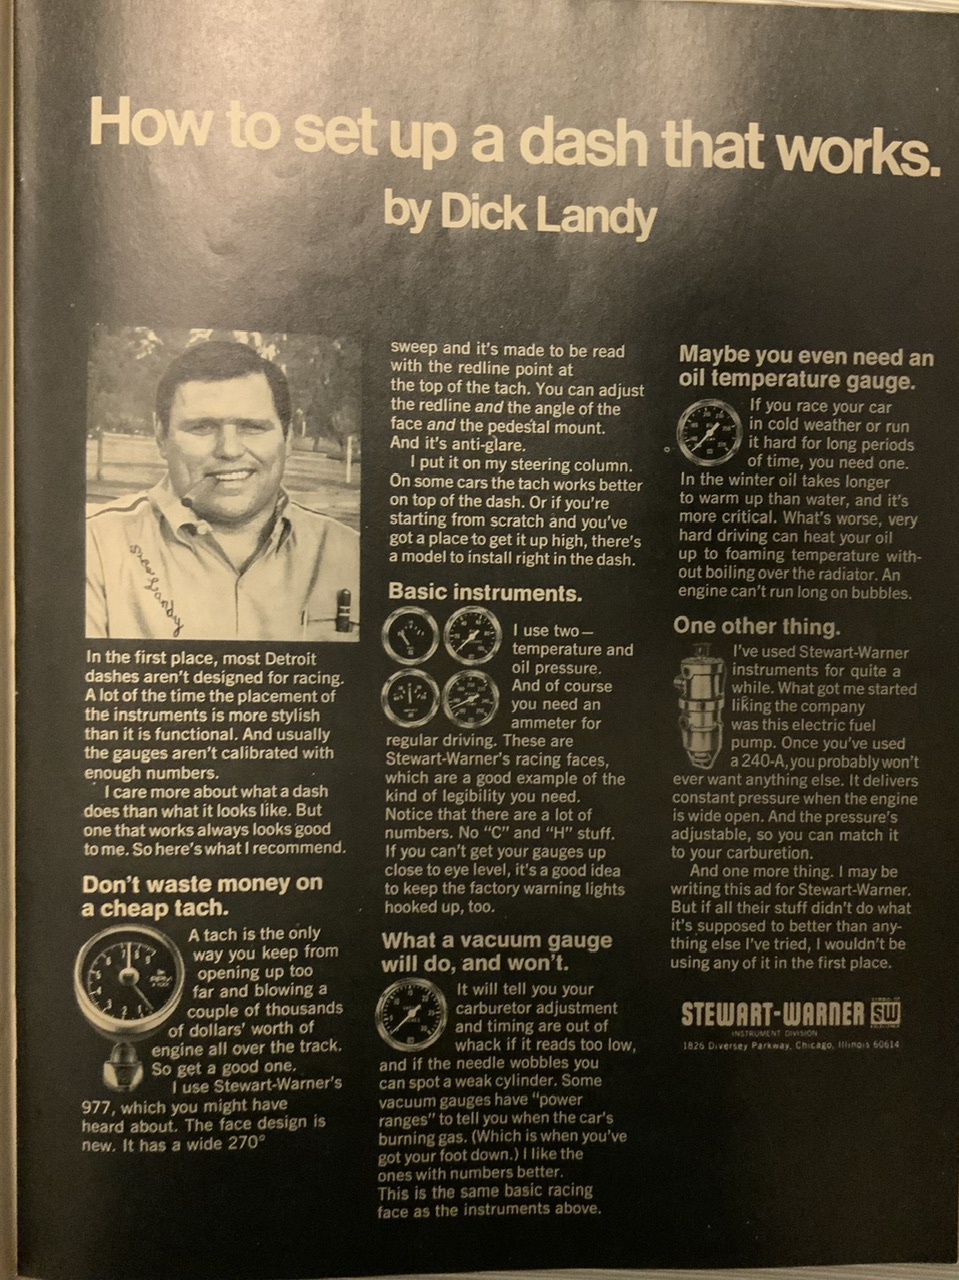 How to set up a dash that works.
by Dick Landy
Dick Landy
In the first place, most Detroit
dashes aren't designed for racing.
A lot of the time the placement of
the instruments is more stylish
than it is functional. And usually
the gauges aren't calibrated with
enough numbers.
I care more about what a dash
does than what it looks like. But
one that works always looks good
to me. So here's what I recommend.
Don't waste money on
a cheap tach.
A tach is the only
way you keep from
opening up too
far and blowing a
couple of thousands
of dollars' worth of
engine all over the track.
So get a good one.
I use Stewart-Warner's
977, which you might have
heard about. The face design is
new. It has a wide 270°
sweep and it's made to be read
with the redline point at
the top of the tach. You can adjust
the redline and the angle of the
face and the pedestal mount.
And it's anti-glare.
I put it on my steering column.
On some cars the tach works better
on top of the dash. Or if you're
starting from scratch and you've
got a place to get it up high, there's
a model to install right in the dash.
Basic instruments.
I use two—
temperature and
oil pressure.
And of course
you need an
ammeter for
regular driving. These are
Stewart-Warner's racing faces,
which are a good example of the
kind of legibility you need.
Notice that there are a lot of
numbers. No "C" and "H" stuff.
If you can't get your gauges up
close to eye level, it's a good idea
to keep the factory warning lights
hooked up, too.
What a vacuum gauge
will do, and won't.
It will tell you your
carburetor adjustment
and timing are out of
whack if it reads too low,
and if the needle wobbles you
can spot a weak cylinder. Some
vacuum gauges have "power
ranges" to tell you when the car's
burning gas. (Which is when you've
got your foot down.) I like the
ones with numbers better.
This is the same basic racing
face as the instruments above.
Maybe you even need an
oil temperature gauge.
If you race your car
in cold weather or run
it hard for long periods
of time, you need one.
In the winter oil takes longer
to warm up than water, and it's
more critical. What's worse, very
hard driving can heat your oil
up to foaming temperature with-
out boiling over the radiator. An
engine can't run long on bubbles.
One other thing.
I've used Stewart-Warner
instruments for quite a
while. What got me started
liking the company
was this electric fuel
pump. Once you've used
a 240-A, you probably won't
ever want anything else. It delivers
constant pressure when the engine
is wide open. And the pressure's
adjustable, so you can match it
to your carburetion.
And one more thing. I may be
writing this ad for Stewart-Warner.
But if all their stuff didn't do what
it's supposed to better than any-
thing else I've tried, I wouldn't be
using any of it in the first place.
STEWART-WARNER SW
INSTRUMENT DIVISION
1826 Diversey Parkway, Chicago, Illinois 60614